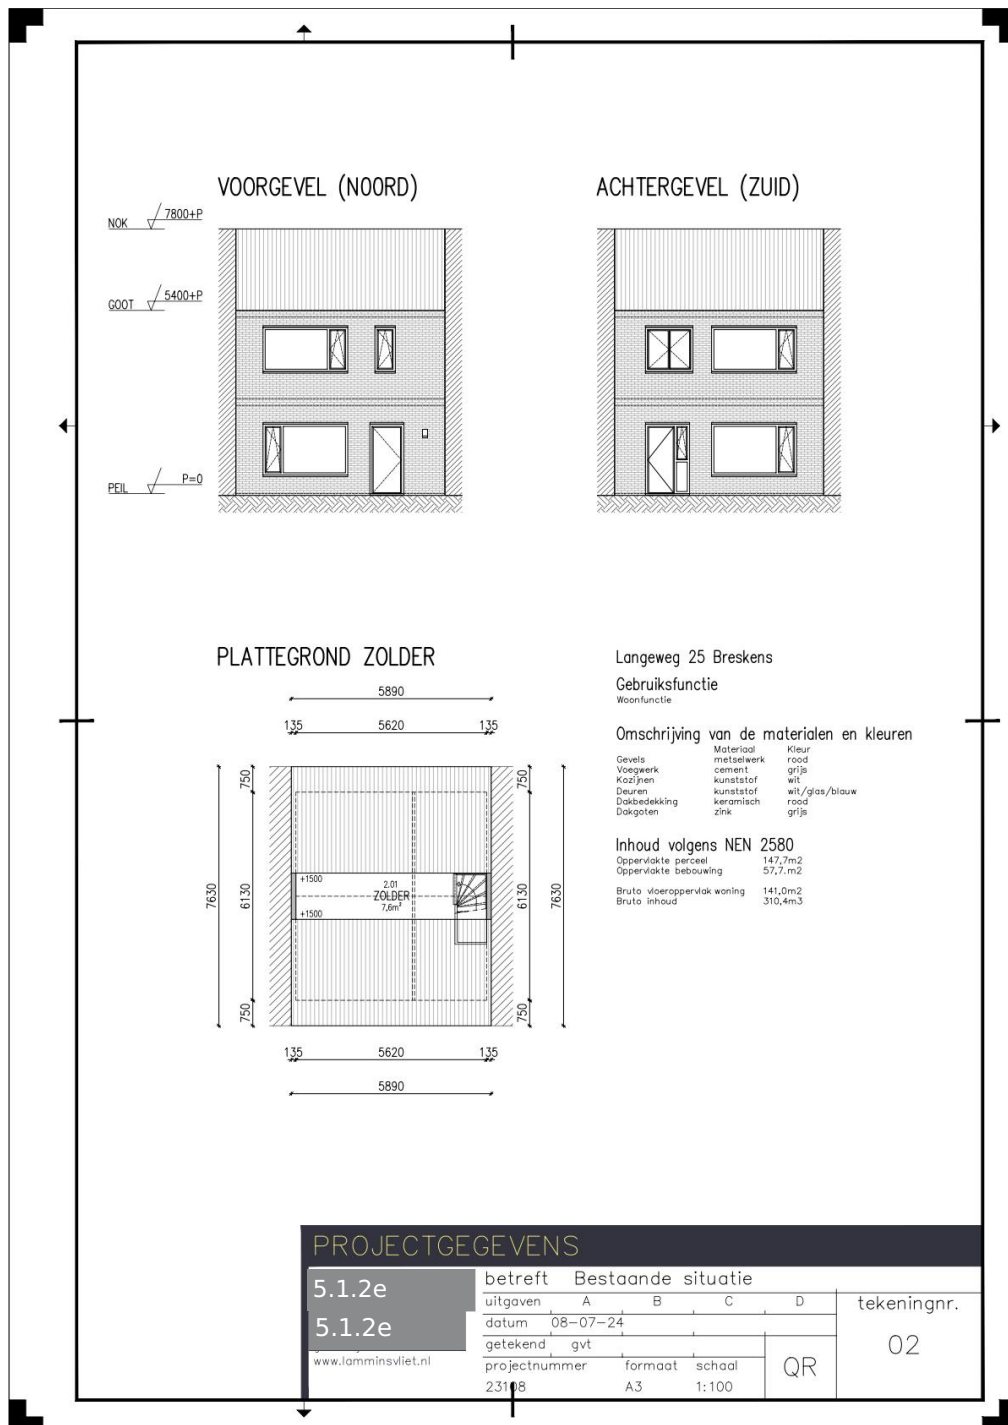 VOORGEVEL (NOORD)
ACHTERGEVEL (ZUID)
NOK 7800+P
GOOT 5400+P
PEIL P=0
PLATTEGROND ZOLDER
5890
135 5620 135
750 750
7630 6130 6130 7630
+1500
2.01
ZOLDER
7,6m²
+1500
750 750
135 5620 135
5890
Langeweg 25 Breskens
Gebruiksfunctie
Woonfunctie
Omschrijving van de materialen en kleuren
Materiaal Kleur
Gevels metselwerk rood
Voegwerk cement grijs
Kozijnen kunststof wit
Deuren kunststof wit/glas/blauw
Dakbedekking keramisch rood
Dakgoten zink grijs
Inhoud volgens NEN 2580
Oppervlakte perceel 147,7m2
Oppervlakte bebouwing 57,7.m2
Bruto vloeroppervlak woning 141,0m2
Bruto inhoud 310,4m3
PROJECTGEGEVENS
5.1.2e
5.1.2e
www.lamminsvliet.nl
betreft Bestaande situatie
uitgaven A B C D
datum 08-07-24
getekend gvt
projectnummer formaat schaal
23108 A3 1:100
QR
tekeningnr.
02